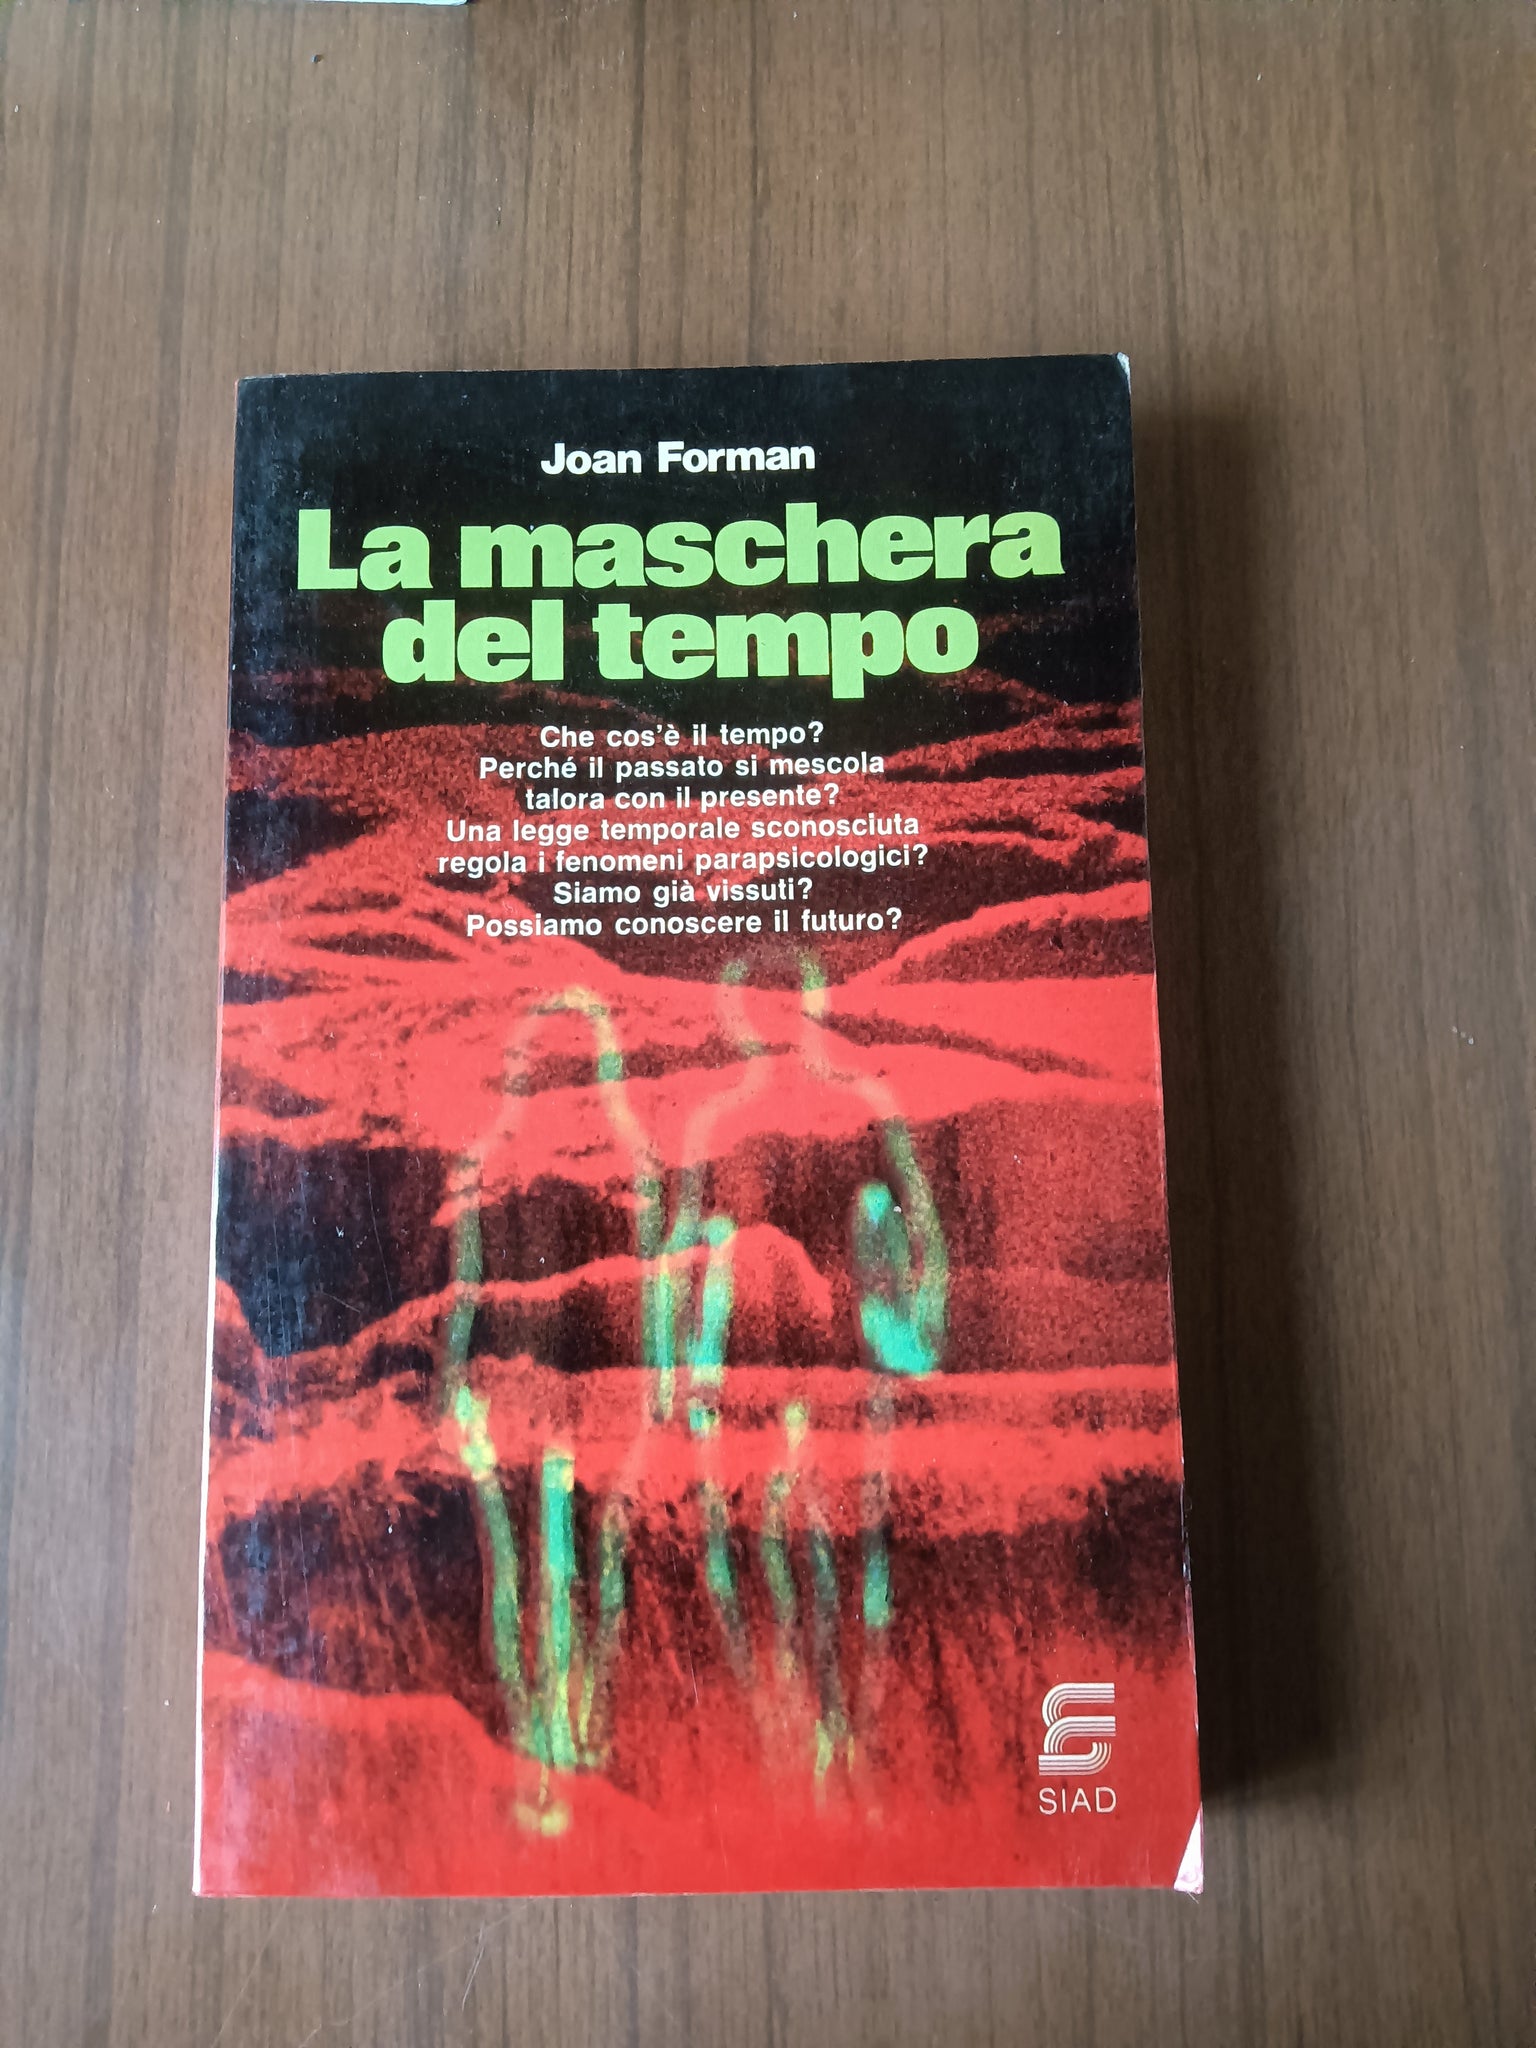 Joan Forman
La maschera
del tempo
Che cos'è il tempo?
Perché il passato si mescola
talora con il presente?
Una legge temporale sconosciuta
regola i fenomeni parapsicologici?
Siamo già vissuti?
Possiamo conoscere il futuro?
SIAD